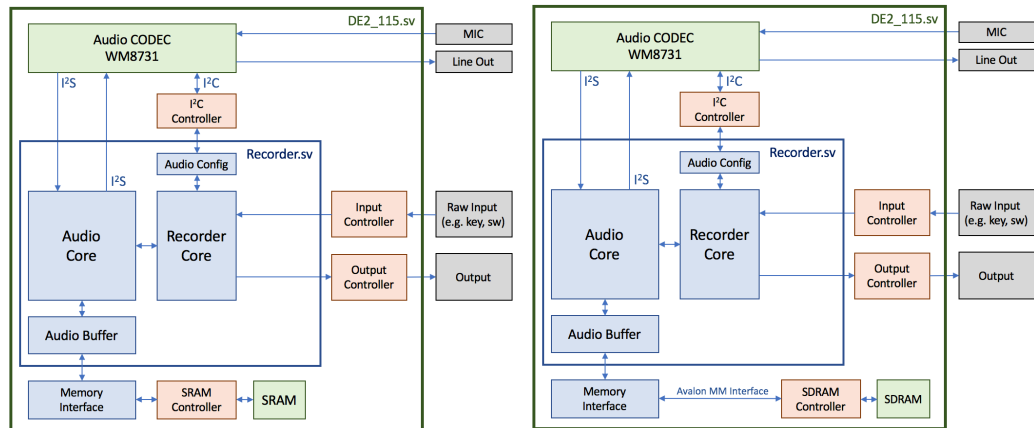 DE2_115.sv
Audio CODEC
WM8731
MIC
Line Out
I²S
I²C
I²C
Controller
Recorder.sv
Audio Config
I²S
Audio
Core
Recorder
Core
Input
Controller
Raw Input
(e.g. key, sw)
Output
Controller
Output
Audio Buffer
Memory
Interface
SRAM
Controller
SRAM
DE2_115.sv
Audio CODEC
WM8731
MIC
Line Out
I²S
I²C
I²C
Controller
Recorder.sv
Audio Config
I²S
Audio
Core
Recorder
Core
Input
Controller
Raw Input
(e.g. key, sw)
Output
Controller
Output
Audio Buffer
Memory
Interface
Avalon MM Interface
SDRAM
Controller
SDRAM